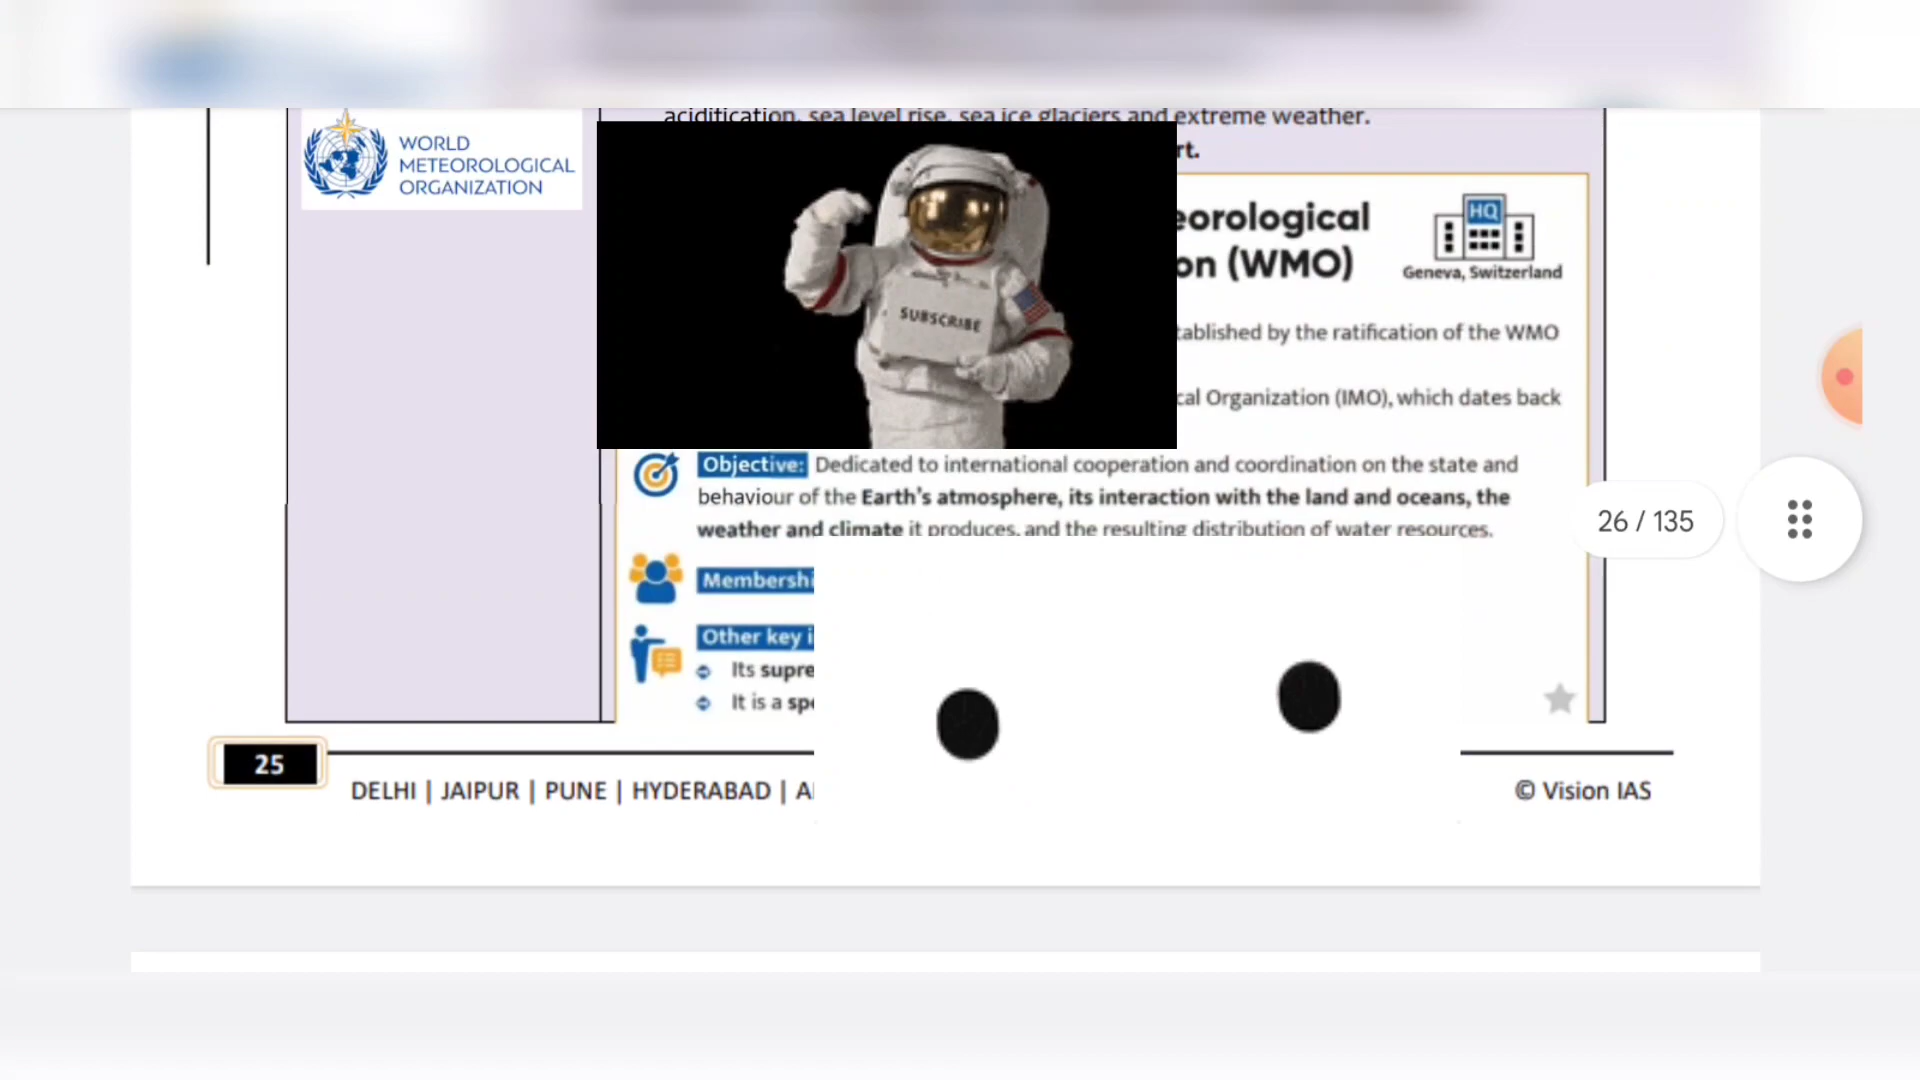 acidification, sea level rise, sea ice glaciers and extreme weather.
WORLD
METEOROLOGICAL
ORGANIZATION
rt.
eorological
on (WMO)
HQ
Geneva, Switzerland
SUBSCRIBE
tablished by the ratification of the WMO
cal Organization (IMO), which dates back
Objective: Dedicated to international cooperation and coordination on the state and
behaviour of the Earth's atmosphere, its interaction with the land and oceans, the
weather and climate it produces, and the resulting distribution of water resources.
26 / 135
Membershi
Other key i
Its supre
It is a spe
25
DELHI | JAIPUR | PUNE | HYDERABAD | A
© Vision IAS